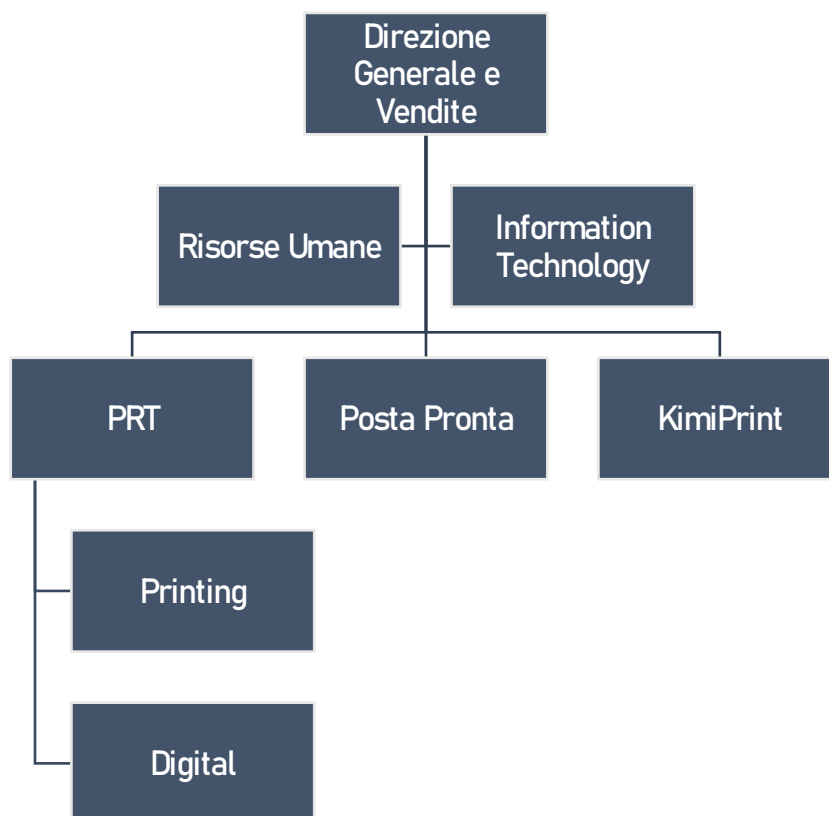 Direzione
Generale e
Vendite
Risorse Umane
Information
Technology
PRT
Posta Pronta
KimiPrint
Printing
Digital